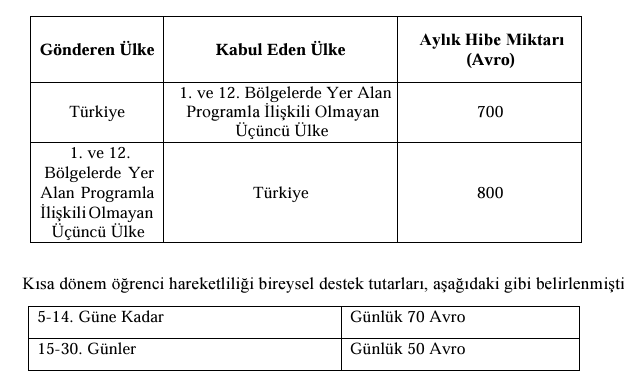 Gönderen Ülke
Kabul Eden Ülke
Aylık Hibe Miktarı
(Avro)
Türkiye
1. ve 12. Bölgelerde Yer Alan
Programla İlişkili Olmayan
Üçüncü Ülke
700
1. ve 12.
Bölgelerde Yer
Alan Programla
İlişkili Olmayan
Üçüncü Ülke
Türkiye
800
Kısa dönem öğrenci hareketliliği bireysel destek tutarları, aşağıdaki gibi belirlenmişti
5-14. Güne Kadar
Günlük 70 Avro
15-30. Günler
Günlük 50 Avro